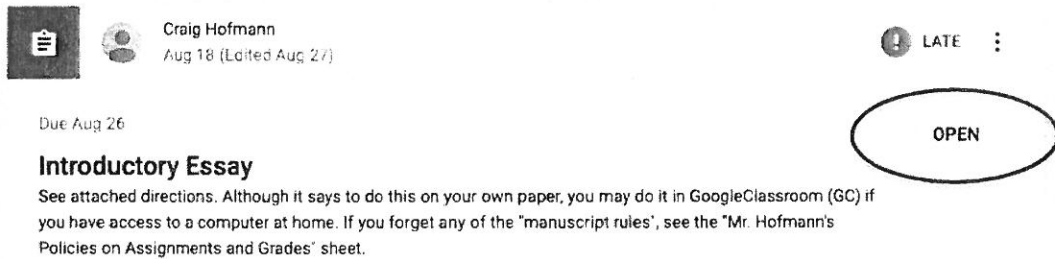 Craig Hofmann
Aug 18 (Edited Aug 27)
LATE
Due Aug 26
OPEN
Introductory Essay
See attached directions. Although it says to do this on your own paper, you may do it in GoogleClassroom (GC) if
you have access to a computer at home. If you forget any of the "manuscript rules", see the "Mr. Hofmann's
Policies on Assignments and Grades" sheet.